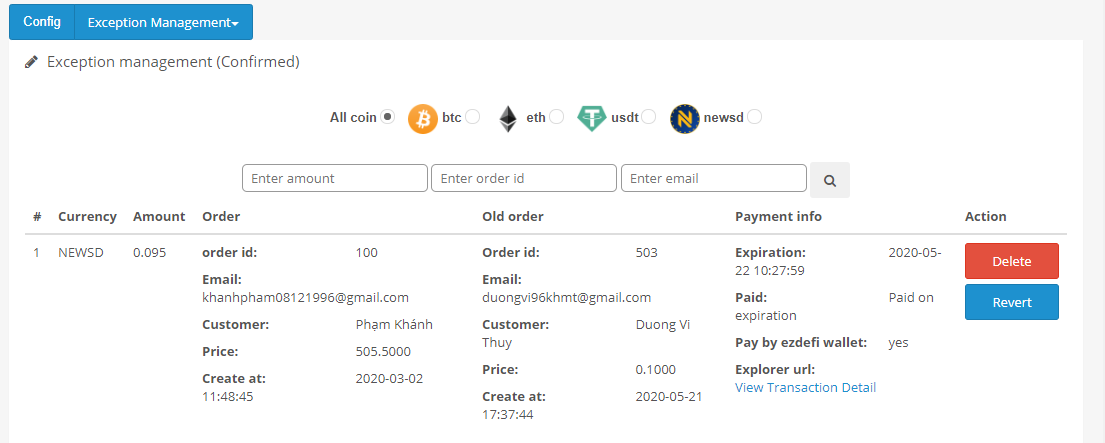 Config Exception Management
Exception management (Confirmed)
All coin btc eth usdt newsd
Enter amount Enter order id Enter email
# Currency Amount Order Old order Payment info Action
1 NEWSD 0.095 order id: 100 Order id: 503 Expiration: 2020-05-
22 10:27:59
Delete
Email: Email:
khanhpham08121996@gmail.com duongvi96khmt@gmail.com
Paid: Paid on
expiration
Revert
Customer: Phạm Khánh Customer: Duong Vi
Thuy
Pay by ezdefi wallet: yes
Price: 505.5000 Price: 0.1000
Explorer url:
View Transaction Detail
Create at: 2020-03-02
11:48:45
Create at: 2020-05-21
17:37:44